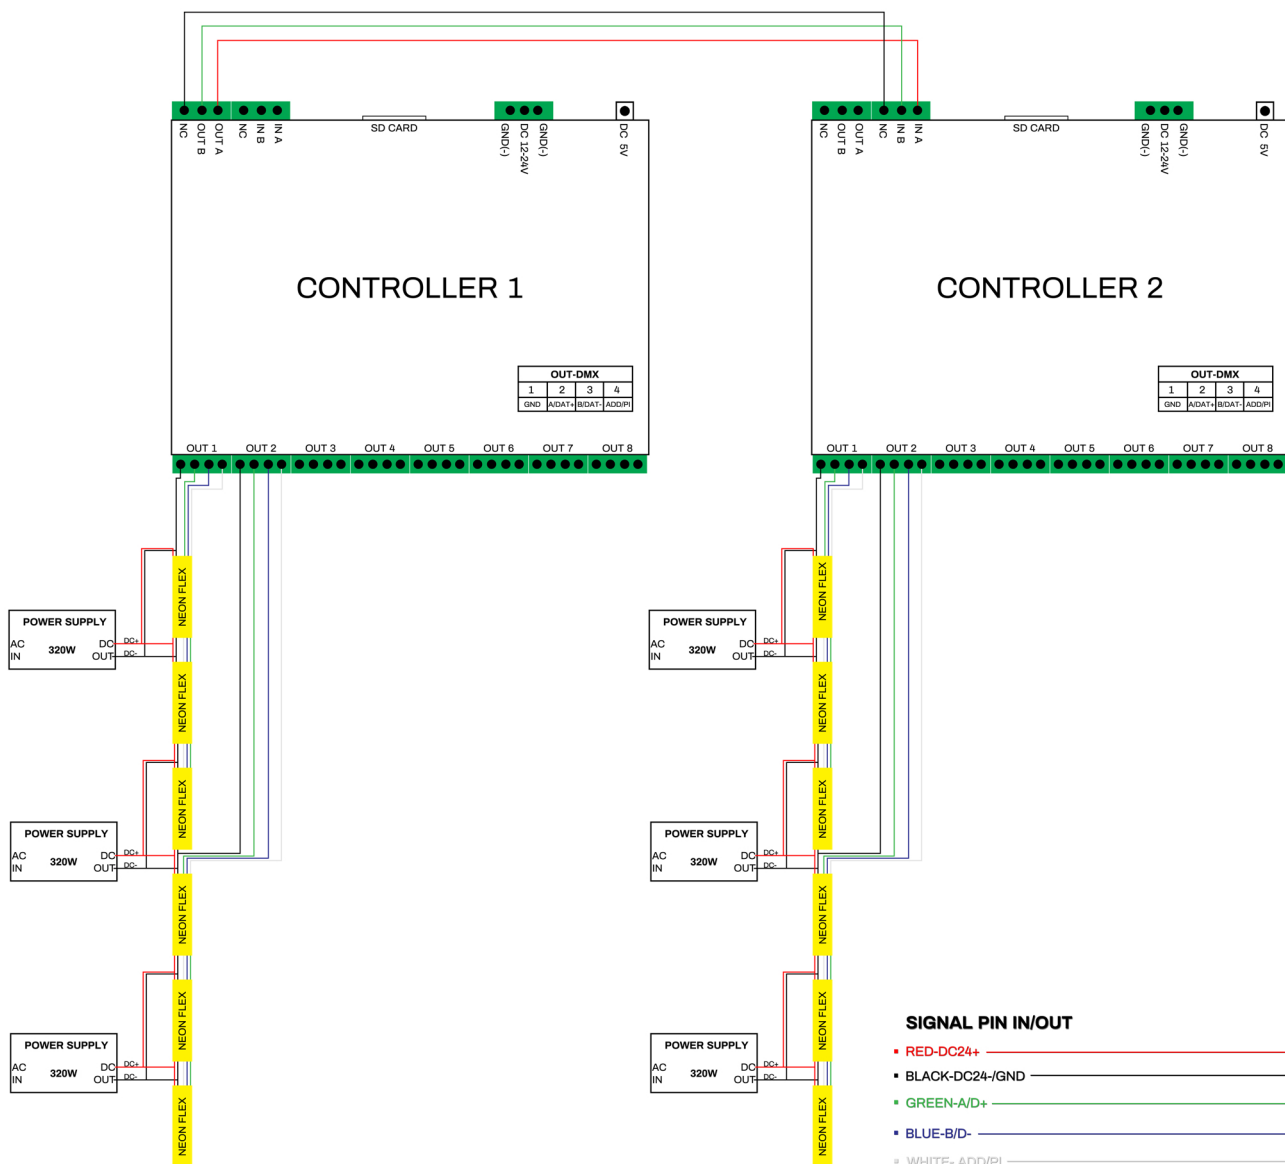 NC
OUT B
OUT A
NC
IN B
IN A
SD CARD
GND(-)
DC 12-24V
GND(-)
DC 5V
CONTROLLER 1
OUT-DMX
1 2 3 4
GND A/DAT+ B/DAT- ADD/PI
OUT 1 OUT 2 OUT 3 OUT 4 OUT 5 OUT 6 OUT 7 OUT 8
NC
OUT B
OUT A
NC
IN B
IN A
SD CARD
GND(-)
DC 12-24V
GND(-)
DC 5V
CONTROLLER 2
OUT-DMX
1 2 3 4
GND A/DAT+ B/DAT- ADD/PI
OUT 1 OUT 2 OUT 3 OUT 4 OUT 5 OUT 6 OUT 7 OUT 8
NEON FLEX
POWER SUPPLY
AC IN
320W
DC OUT
DC+
DC-
NEON FLEX
NEON FLEX
POWER SUPPLY
AC IN
320W
DC OUT
DC+
DC-
NEON FLEX
NEON FLEX
POWER SUPPLY
AC IN
320W
DC OUT
DC+
DC-
NEON FLEX
NEON FLEX
POWER SUPPLY
AC IN
320W
DC OUT
DC+
DC-
NEON FLEX
NEON FLEX
POWER SUPPLY
AC IN
320W
DC OUT
DC+
DC-
NEON FLEX
NEON FLEX
POWER SUPPLY
AC IN
320W
DC OUT
DC+
DC-
NEON FLEX
SIGNAL PIN IN/OUT
RED-DC24+
BLACK-DC24-/GND
GREEN-A/D+
BLUE-B/D-
WHITE- ADD/PI